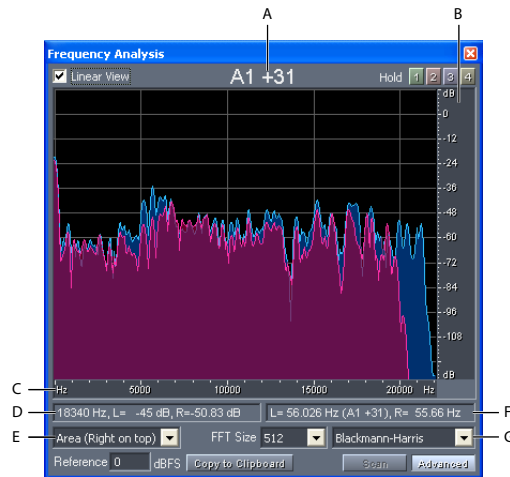 A
B
Frequency Analysis
Linear View
A1 +31
Hold 1 2 3 4
dB
-0
-12
-24
-36
-48
-60
-72
-84
-96
-108
dB
C
Hz 5000 10000 15000 20000 Hz
D
18340 Hz, L= -45 dB, R=-50.83 dB
L= 56.026 Hz (A1 +31), R= 55.66 Hz
F
E
Area (Right on top)
FFT Size 512
Blackmann-Harris
G
Reference 0 dBFS
Copy to Clipboard
Scan
Advanced